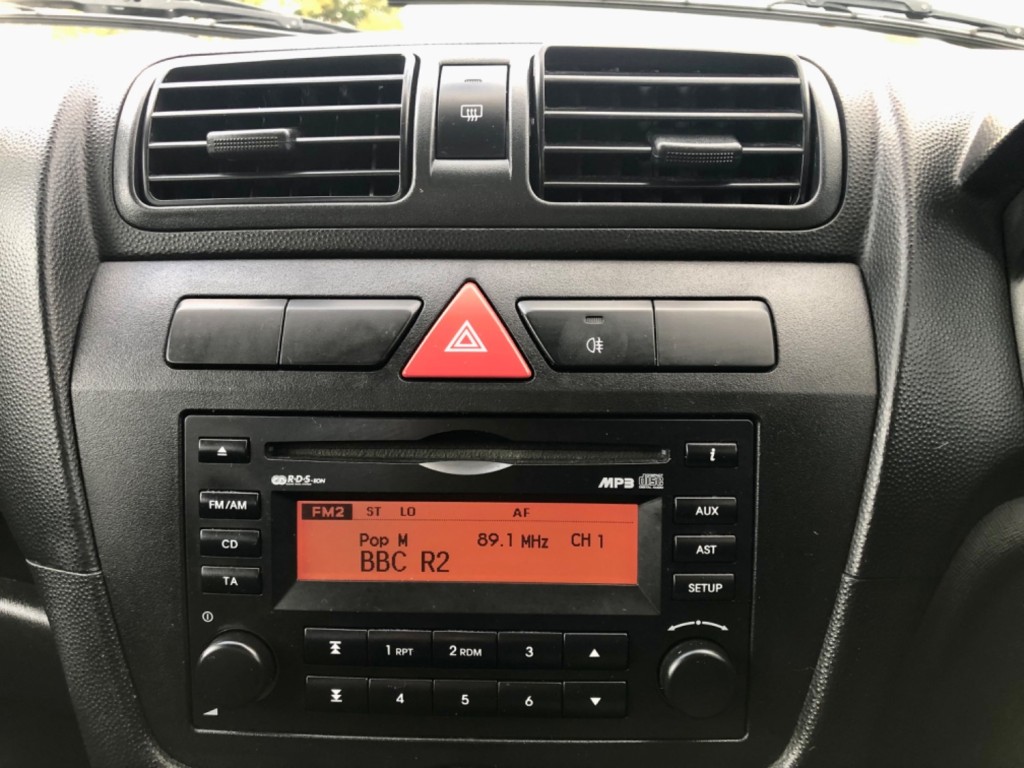 i
R·D·S-EON
MP3
FM/AM
FM2 ST LO AF
AUX
Pop M 89.1 MHz CH 1
CD
BBC R2
AST
TA
SETUP
1 RPT 2 RDM 3
4 5 6